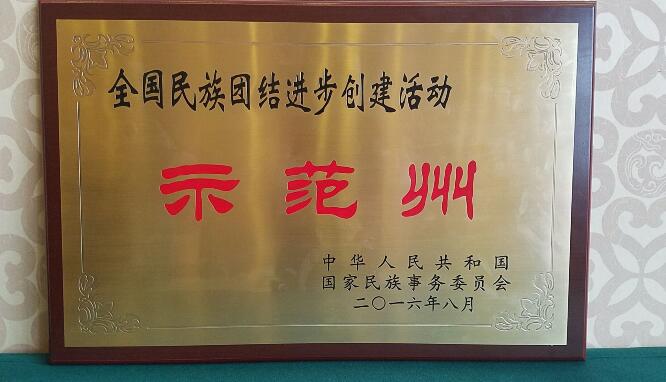 全国民族团结进步创建活动
示范州
中华人民共和国
国家民族事务委员会
二〇一六年八月